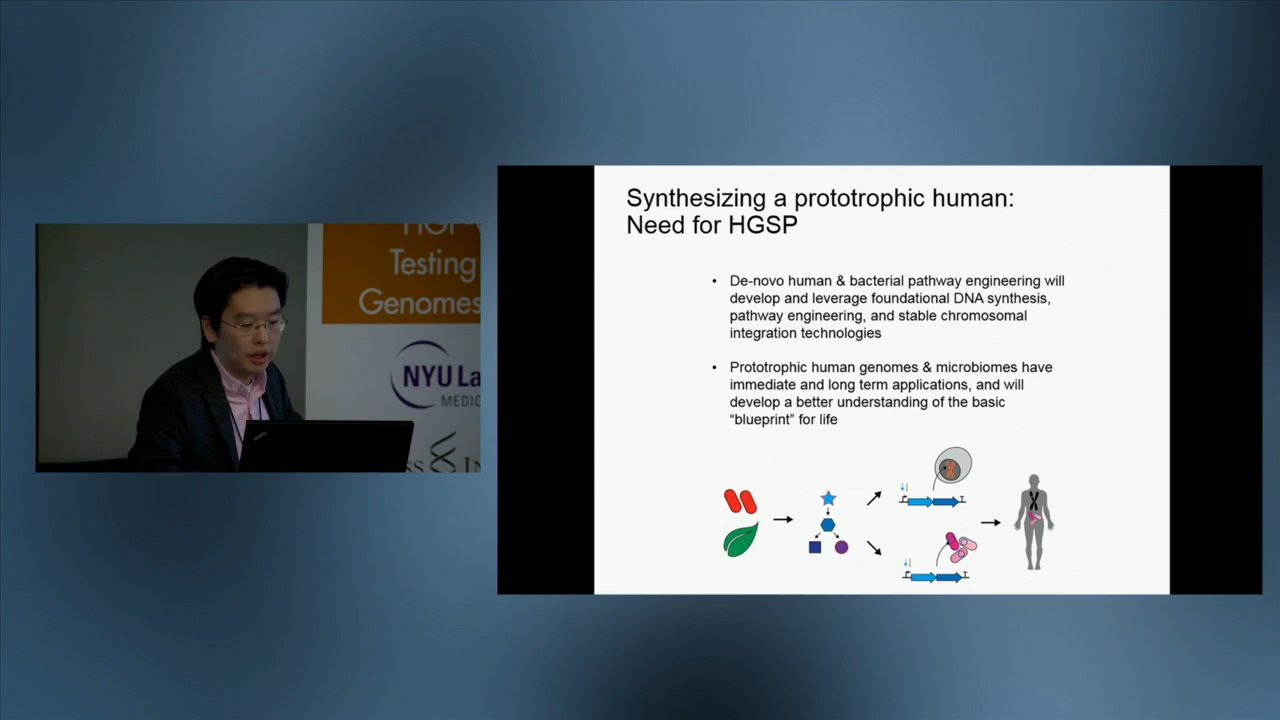 Testing
Genomes
NYU La
MEDIC
Synthesizing a prototrophic human:
Need for HGSP
• De-novo human & bacterial pathway engineering will
develop and leverage foundational DNA synthesis,
pathway engineering, and stable chromosomal
integration technologies
• Prototrophic human genomes & microbiomes have
immediate and long term applications, and will
develop a better understanding of the basic
“blueprint” for life